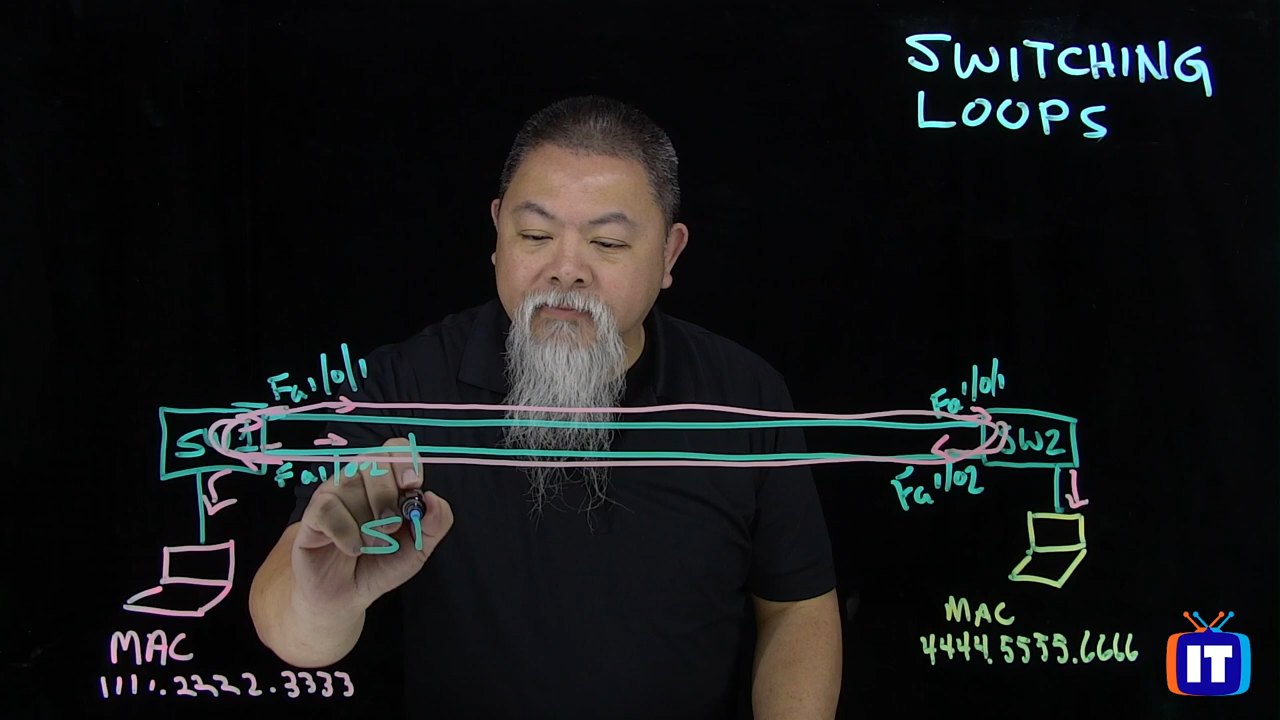 SWITCHING
LOOPS
Fa1/0/1
Fa1/0/1
SW2
Fa1/0/2
Fa1/0/2
MAC
1111.2222.3333
MAC
4444.5555.6666
IT